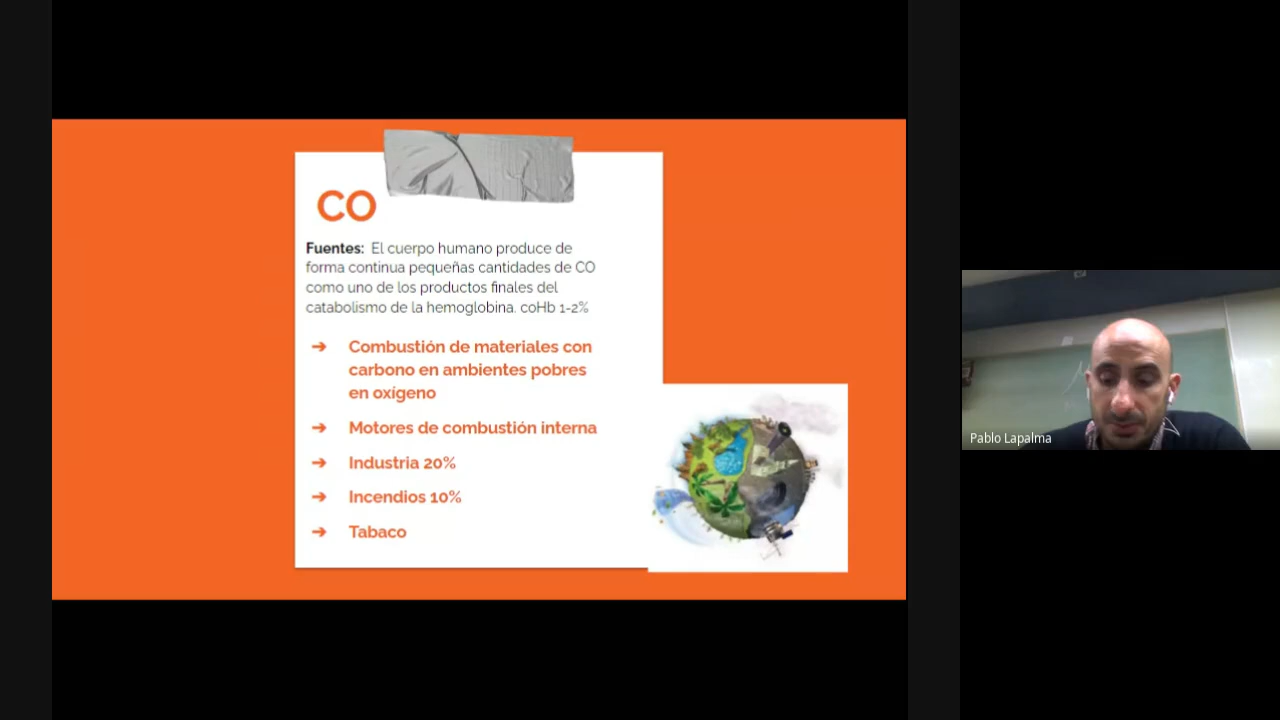 CO
Fuentes: El cuerpo humano produce de
forma continua pequeñas cantidades de CO
como uno de los productos finales del
catabolismo de la hemoglobina. coHb 1-2%
➔ Combustión de materiales con
carbono en ambientes pobres
en oxígeno
➔ Motores de combustión interna
➔ Industria 20%
➔ Incendios 10%
➔ Tabaco
Pablo Lapalma